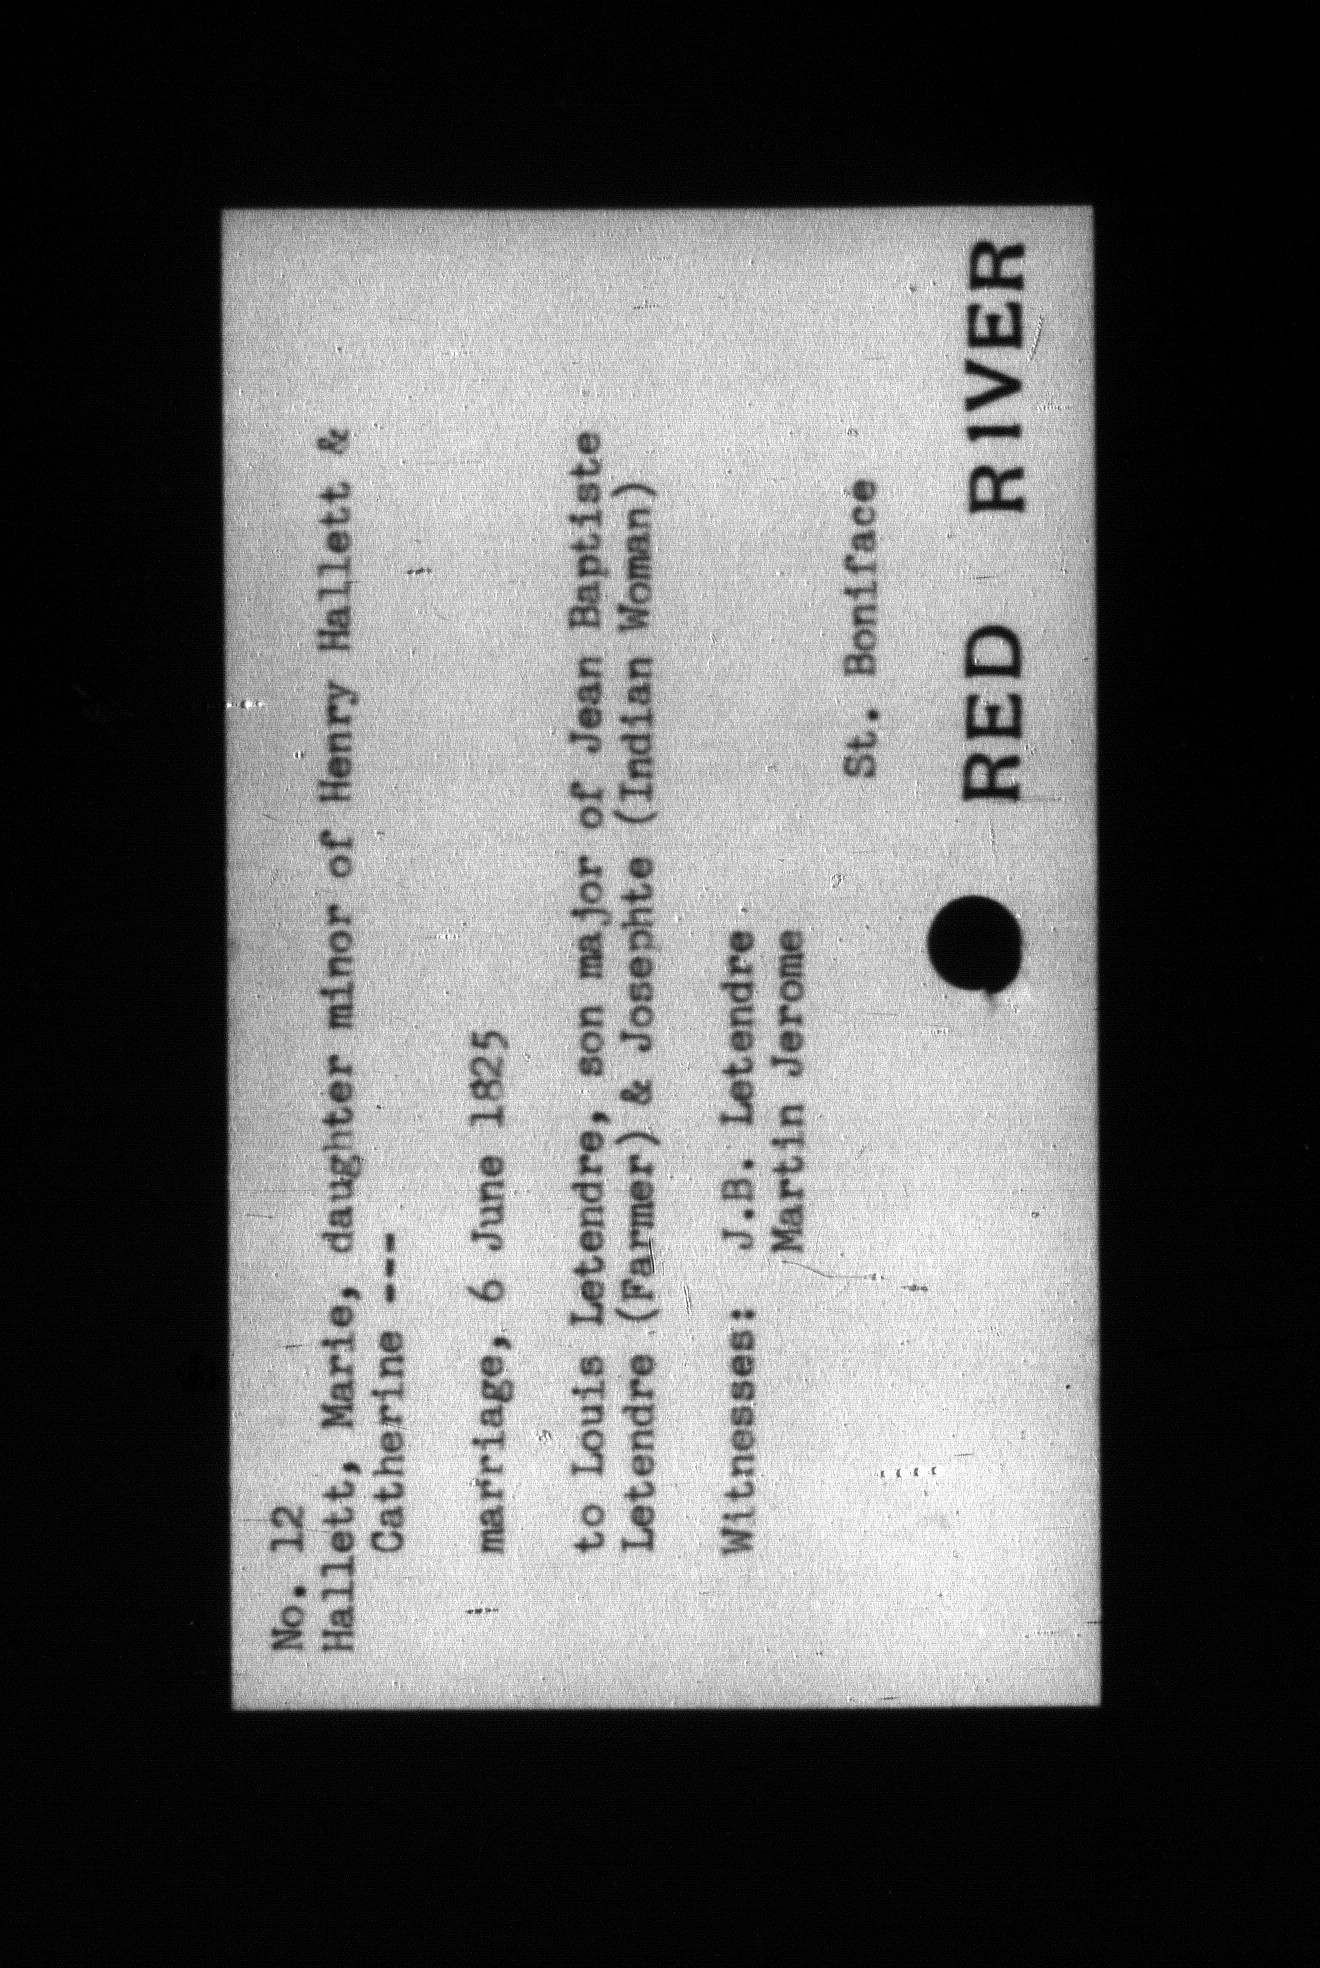 No. 12
Hallett, Marie, daughter minor of Henry Hallett &
Catherine ---
marriage, 6 June 1825
to Louis Letendre, son major of Jean Baptiste
Letendre (Farmer) & Josephte (Indian Woman)
Witnesses: J.B. Letendre
Martin Jerome
St. Boniface
RED RIVER